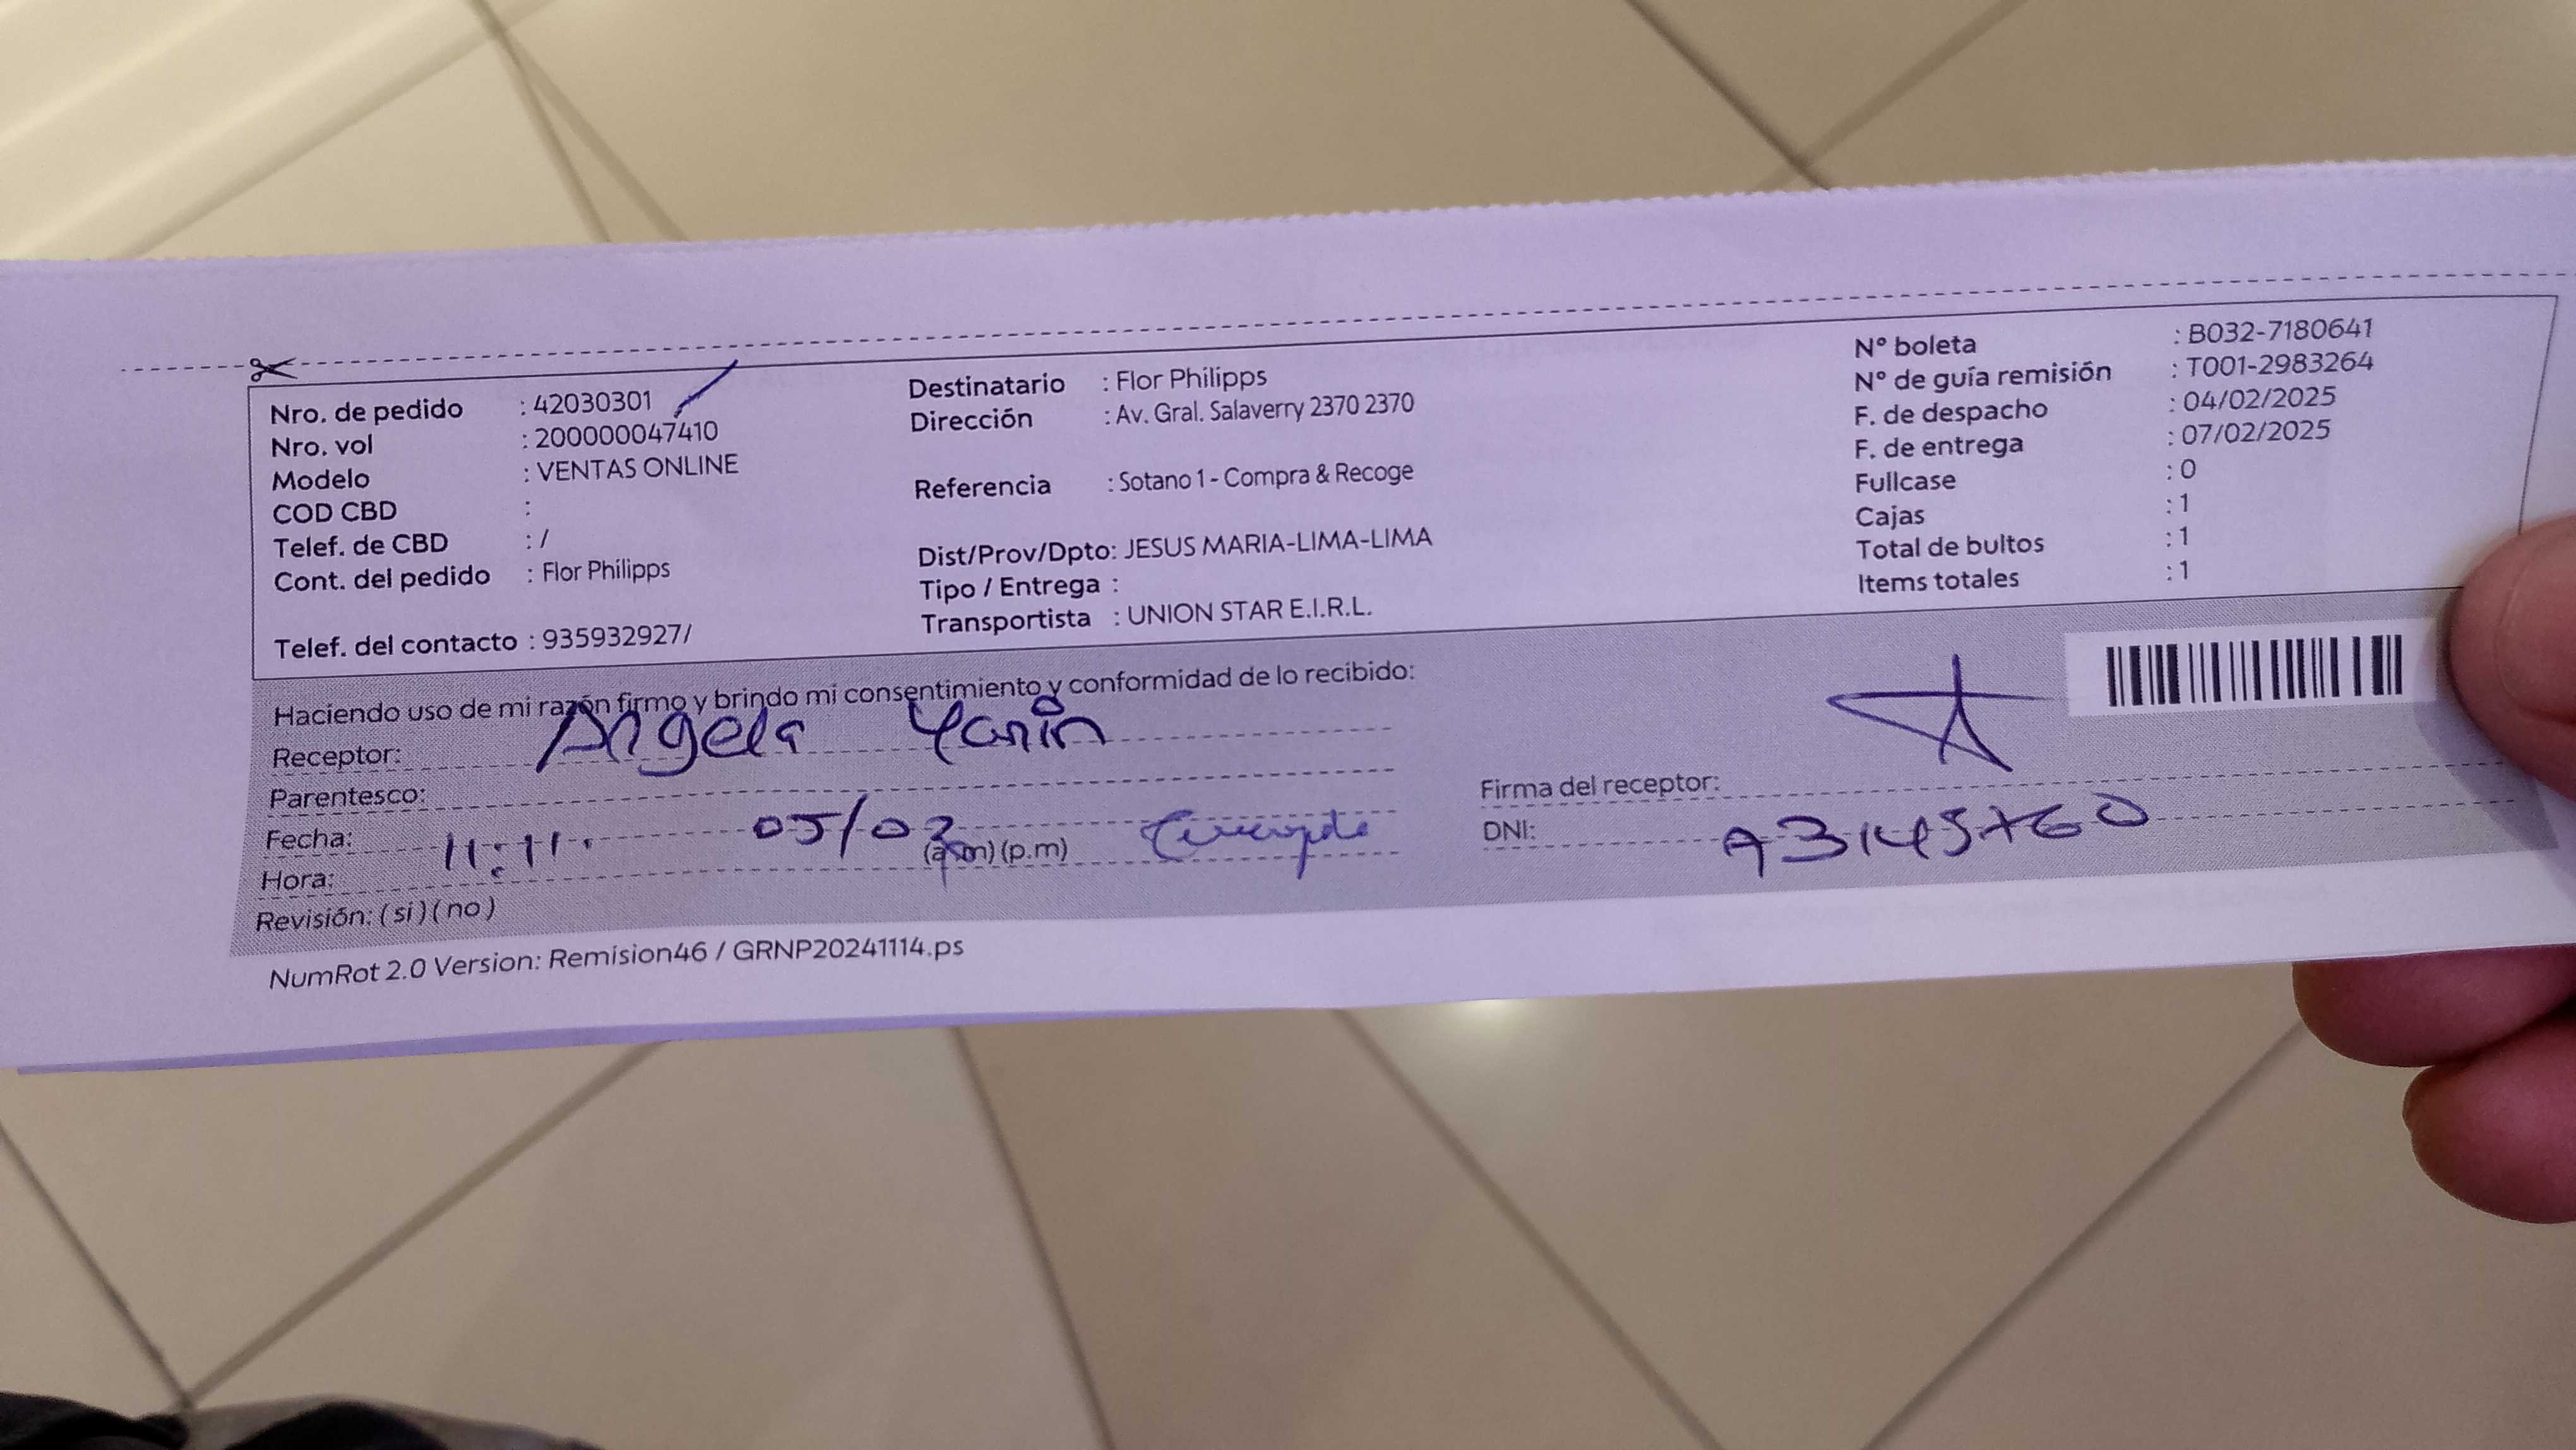 Nro. de pedido : 42030301
Nro. vol : 200000047410
Modelo : VENTAS ONLINE
COD CBD :
Telef. de CBD : /
Cont. del pedido : Flor Philipps
Telef. del contacto : 935932927/
Destinatario : Flor Philipps
Dirección : Av. Gral. Salaverry 2370 2370
Referencia : Sotano 1 - Compra & Recoge
Dist/Prov/Dpto: JESUS MARIA-LIMA-LIMA
Tipo / Entrega :
Transportista : UNION STAR E.I.R.L.
N° boleta : B032-7180641
N° de guía remisión : T001-2983264
F. de despacho : 04/02/2025
F. de entrega : 07/02/2025
Fullcase : 0
Cajas : 1
Total de bultos : 1
Items totales : 1
Haciendo uso de mi razón firmo y brindo mi consentimiento y conformidad de lo recibido:
Receptor: Angela
Parentesco:
Fecha: 05/02
Hora: 11:11. (a.m) (p.m)
Revisión: (si) (no)
Firma del receptor:
DNI:
NumRot 2.0 Version: Remision46 / GRNP20241114.ps